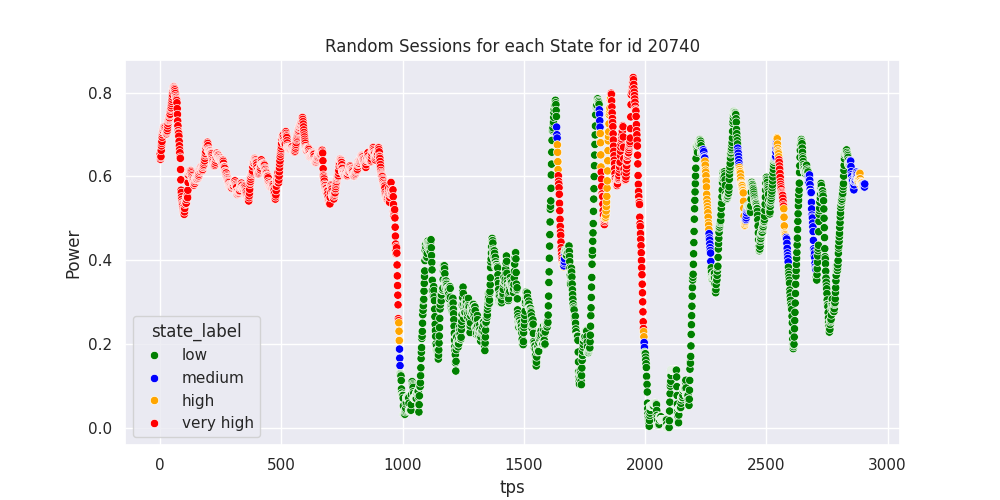 Random Sessions for each State for id 20740
Power
0.8
0.6
0.4
0.2
0.0
state_label
low
medium
high
very high
0
500
1000
1500
2000
2500
3000
tps